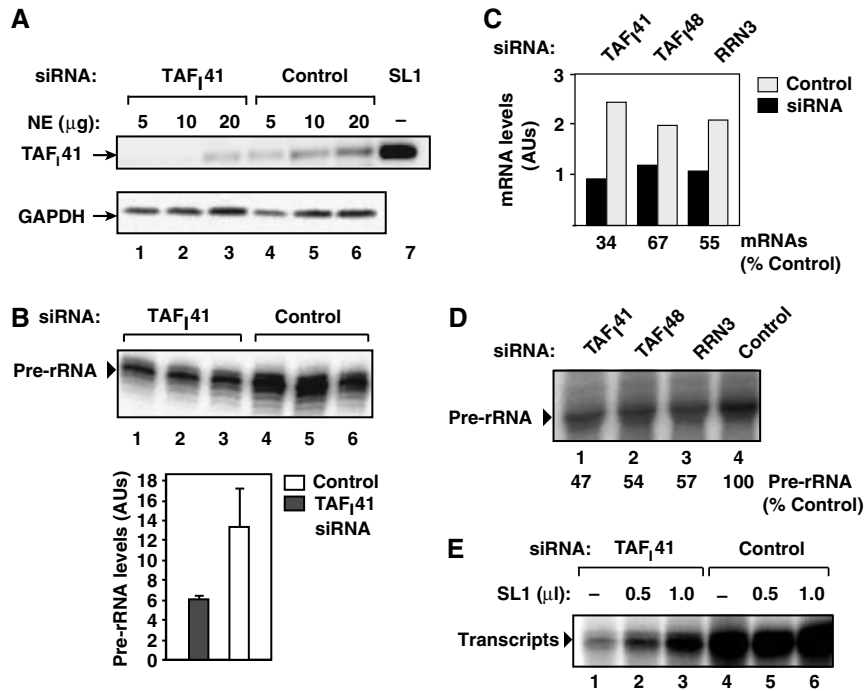 A
siRNA: TAFI41 Control SL1
NE (µg): 5 10 20 5 10 20 –
TAFI41
GAPDH
1 2 3 4 5 6 7
B
siRNA: TAFI41 Control
Pre-rRNA
1 2 3 4 5 6
Pre-rRNA levels (AUs)
18
16
14
12
10
8
6
4
2
0
Control
TAFI41
siRNA
C
siRNA: TAFI41 TAFI48 RRN3
mRNA levels
(AUs)
3
2
1
Control
siRNA
34 67 55 mRNAs
(% Control)
D
siRNA: TAFI41 TAFI48 RRN3 Control
Pre-rRNA
1 2 3 4
47 54 57 100 Pre-rRNA
(% Control)
E
siRNA: TAFI41 Control
SL1 (µl): – 0.5 1.0 – 0.5 1.0
Transcripts
1 2 3 4 5 6